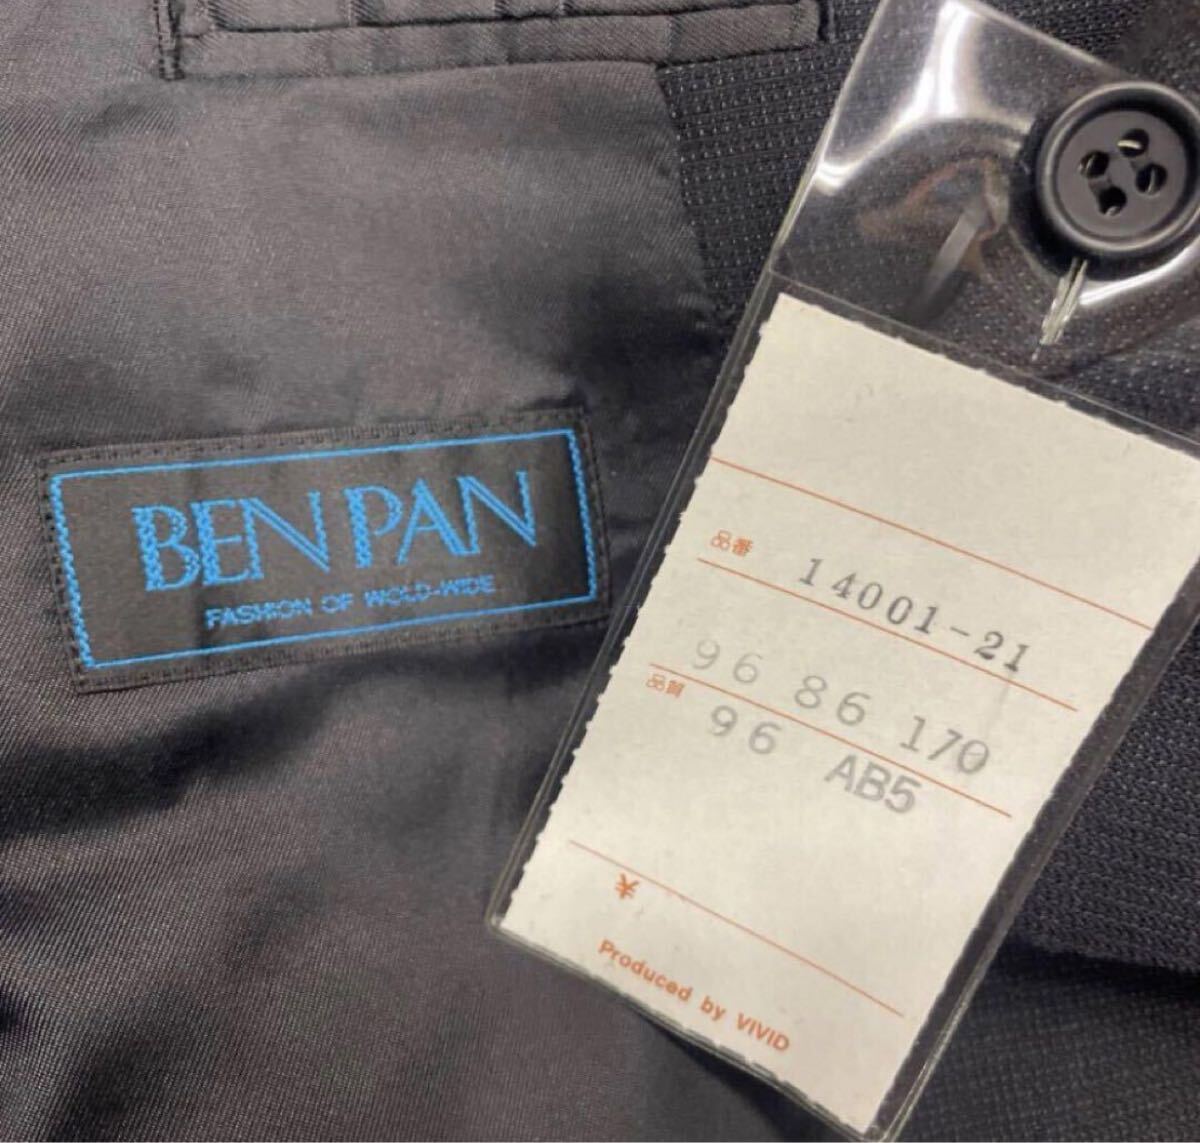 BEN PAN
FASHION OF WOLD-WIDE
品番 14001-21
96 86 170
品質
96 AB5
Produced by VIVID